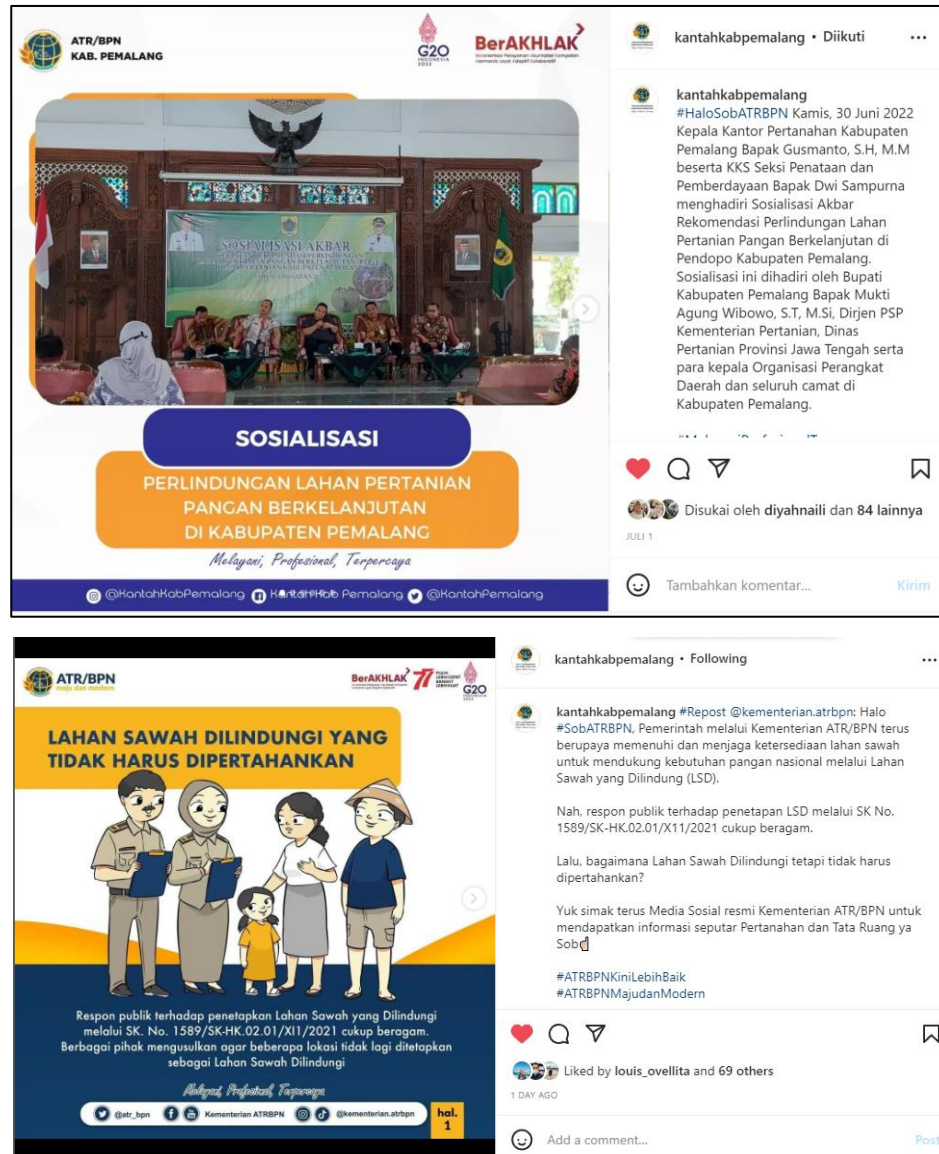 ATR/BPN
KAB. PEMALANG
G20
INDONESIA
2022
BerAKHLAK
SOSIALISASI AKBAR
SOSIALISASI
PERLINDUNGAN LAHAN PERTANIAN
PANGAN BERKELANJUTAN
DI KABUPATEN PEMALANG
Melayani, Profesional, Terpercaya
@KantahKabPemalang Kantah Kab Pemalang @KantahPemalang
kantahkabpemalang • Diikuti
kantahkabpemalang
#HaloSobATRBPN Kamis, 30 Juni 2022
Kepala Kantor Pertanahan Kabupaten
Pemalang Bapak Gusmanto, S.H, M.M
beserta KKS Seksi Penataan dan
Pemberdayaan Bapak Dwi Sampurna
menghadiri Sosialisasi Akbar
Rekomendasi Perlindungan Lahan
Pertanian Pangan Berkelanjutan di
Pendopo Kabupaten Pemalang.
Sosialisasi ini dihadiri oleh Bupati
Kabupaten Pemalang Bapak Mukti
Agung Wibowo, S.T, M.Si, Dirjen PSP
Kementerian Pertanian, Dinas
Pertanian Provinsi Jawa Tengah serta
para kepala Organisasi Perangkat
Daerah dan seluruh camat di
Kabupaten Pemalang.
Disukai oleh diyahnaili dan 84 lainnya
JULI 1
Tambahkan komentar...
Kirim
ATR/BPN
maju dan modern
BerAKHLAK
77
G20
LAHAN SAWAH DILINDUNGI YANG
TIDAK HARUS DIPERTAHANKAN
Respon publik terhadap penetapkan Lahan Sawah yang Dilindungi
melalui SK. No. 1589/SK-HK.02.01/XI1/2021 cukup beragam.
Berbagai pihak mengusulkan agar beberapa lokasi tidak lagi ditetapkan
sebagai Lahan Sawah Dilindungi
Melayani, Profesional, Terpercaya
@atr_bpn Kementerian ATRBPN @kementerian.atrbpn
hal.
1
kantahkabpemalang • Following
kantahkabpemalang #Repost @kementerian.atrbpn: Halo
#SobATRBPN, Pemerintah melalui Kementerian ATR/BPN terus
berupaya memenuhi dan menjaga ketersediaan lahan sawah
untuk mendukung kebutuhan pangan nasional melalui Lahan
Sawah yang Dilindung (LSD).
Nah, respon publik terhadap penetapan LSD melalui SK No.
1589/SK-HK.02.01/X11/2021 cukup beragam.
Lalu, bagaimana Lahan Sawah Dilindungi tetapi tidak harus
dipertahankan?
Yuk simak terus Media Sosial resmi Kementerian ATR/BPN untuk
mendapatkan informasi seputar Pertanahan dan Tata Ruang ya
Sob
#ATRBPNKiniLebihBaik
#ATRBPNMajudanModern
Liked by louis_ovellita and 69 others
1 DAY AGO
Add a comment...
Post